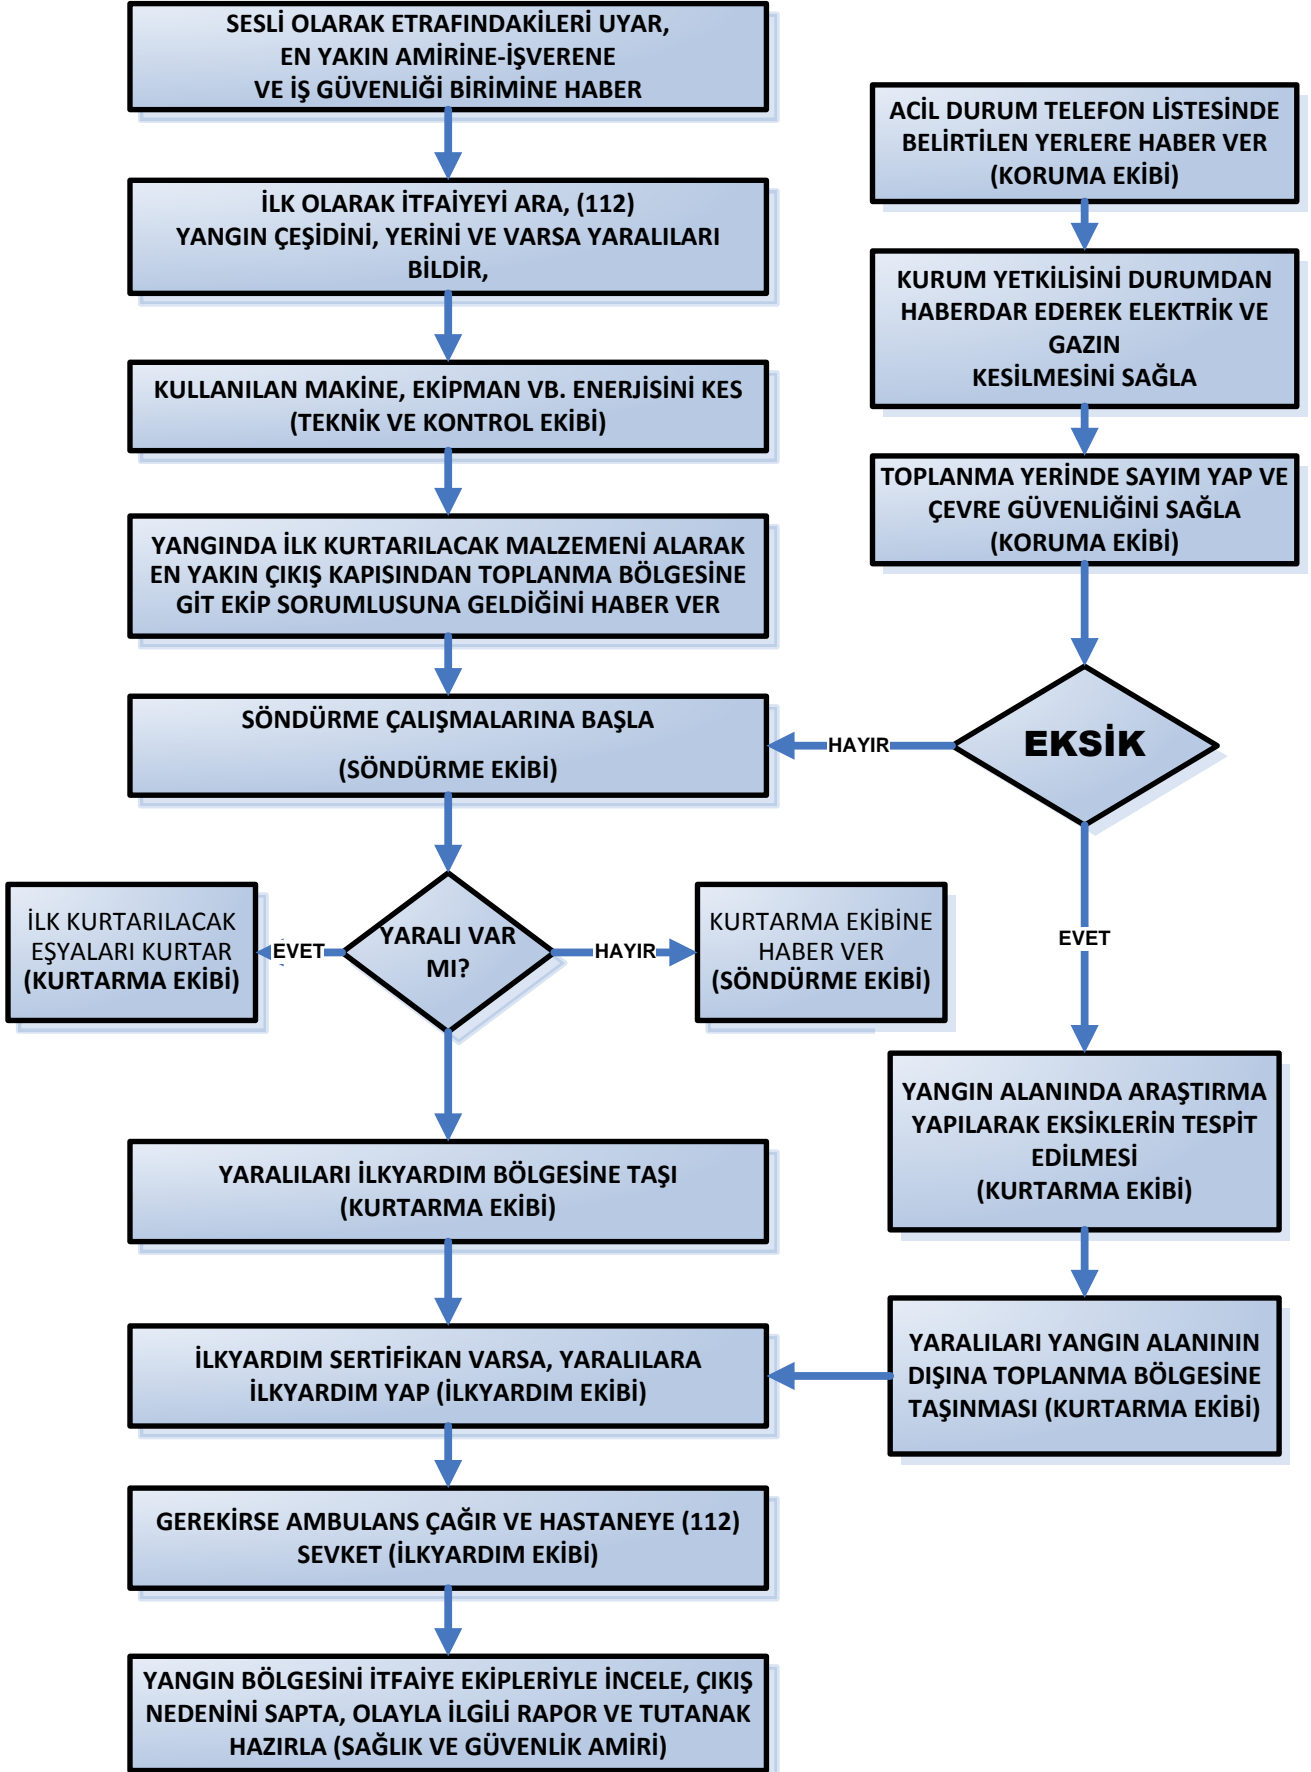 SESLİ OLARAK ETRAFINDAKİLERİ UYAR,
EN YAKIN AMİRİNE-İŞVERENE
VE İŞ GÜVENLİĞİ BİRİMİNE HABER
İLK OLARAK İTFAİYEYİ ARA, (112)
YANGIN ÇEŞİDİNİ, YERİNİ VE VARSA YARALILARI
BİLDİR,
KULLANILAN MAKİNE, EKİPMAN VB. ENERJİSİNİ KES
(TEKNİK VE KONTROL EKİBİ)
YANGINDA İLK KURTARILACAK MALZEMENİ ALARAK
EN YAKIN ÇIKIŞ KAPISINDAN TOPLANMA BÖLGESİNE
GİT EKİP SORUMLUSUNA GELDİĞİNİ HABER VER
SÖNDÜRME ÇALIŞMALARINA BAŞLA
(SÖNDÜRME EKİBİ)
ACİL DURUM TELEFON LİSTESİNDE
BELİRTİLEN YERLERE HABER VER
(KORUMA EKİBİ)
KURUM YETKİLİSİNİ DURUMDAN
HABERDAR EDEREK ELEKTRİK VE
GAZIN
KESİLMESİNİ SAĞLA
TOPLANMA YERİNDE SAYIM YAP VE
ÇEVRE GÜVENLİĞİNİ SAĞLA
(KORUMA EKİBİ)
EKSİK
HAYIR
EVET
İLK KURTARILACAK
EŞYALARI KURTAR
(KURTARMA EKİBİ)
EVET
YARALI VAR
MI?
HAYIR
KURTARMA EKİBİNE
HABER VER
(SÖNDÜRME EKİBİ)
YANGIN ALANINDA ARAŞTIRMA
YAPILARAK EKSİKLERİN TESPİT
EDİLMESİ
(KURTARMA EKİBİ)
YARALILARI İLKYARDIM BÖLGESİNE TAŞI
(KURTARMA EKİBİ)
YARALILARI YANGIN ALANININ
DIŞINA TOPLANMA BÖLGESİNE
TAŞINMASI (KURTARMA EKİBİ)
İLKYARDIM SERTİFİKAN VARSA, YARALILARA
İLKYARDIM YAP (İLKYARDIM EKİBİ)
GEREKİRSE AMBULANS ÇAĞIR VE HASTANEYE (112)
SEVKET (İLKYARDIM EKİBİ)
YANGIN BÖLGESİNİ İTFAİYE EKİPLERİYLE İNCELE, ÇIKIŞ
NEDENİNİ SAPTA, OLAYLA İLGİLİ RAPOR VE TUTANAK
HAZIRLA (SAĞLIK VE GÜVENLİK AMİRİ)